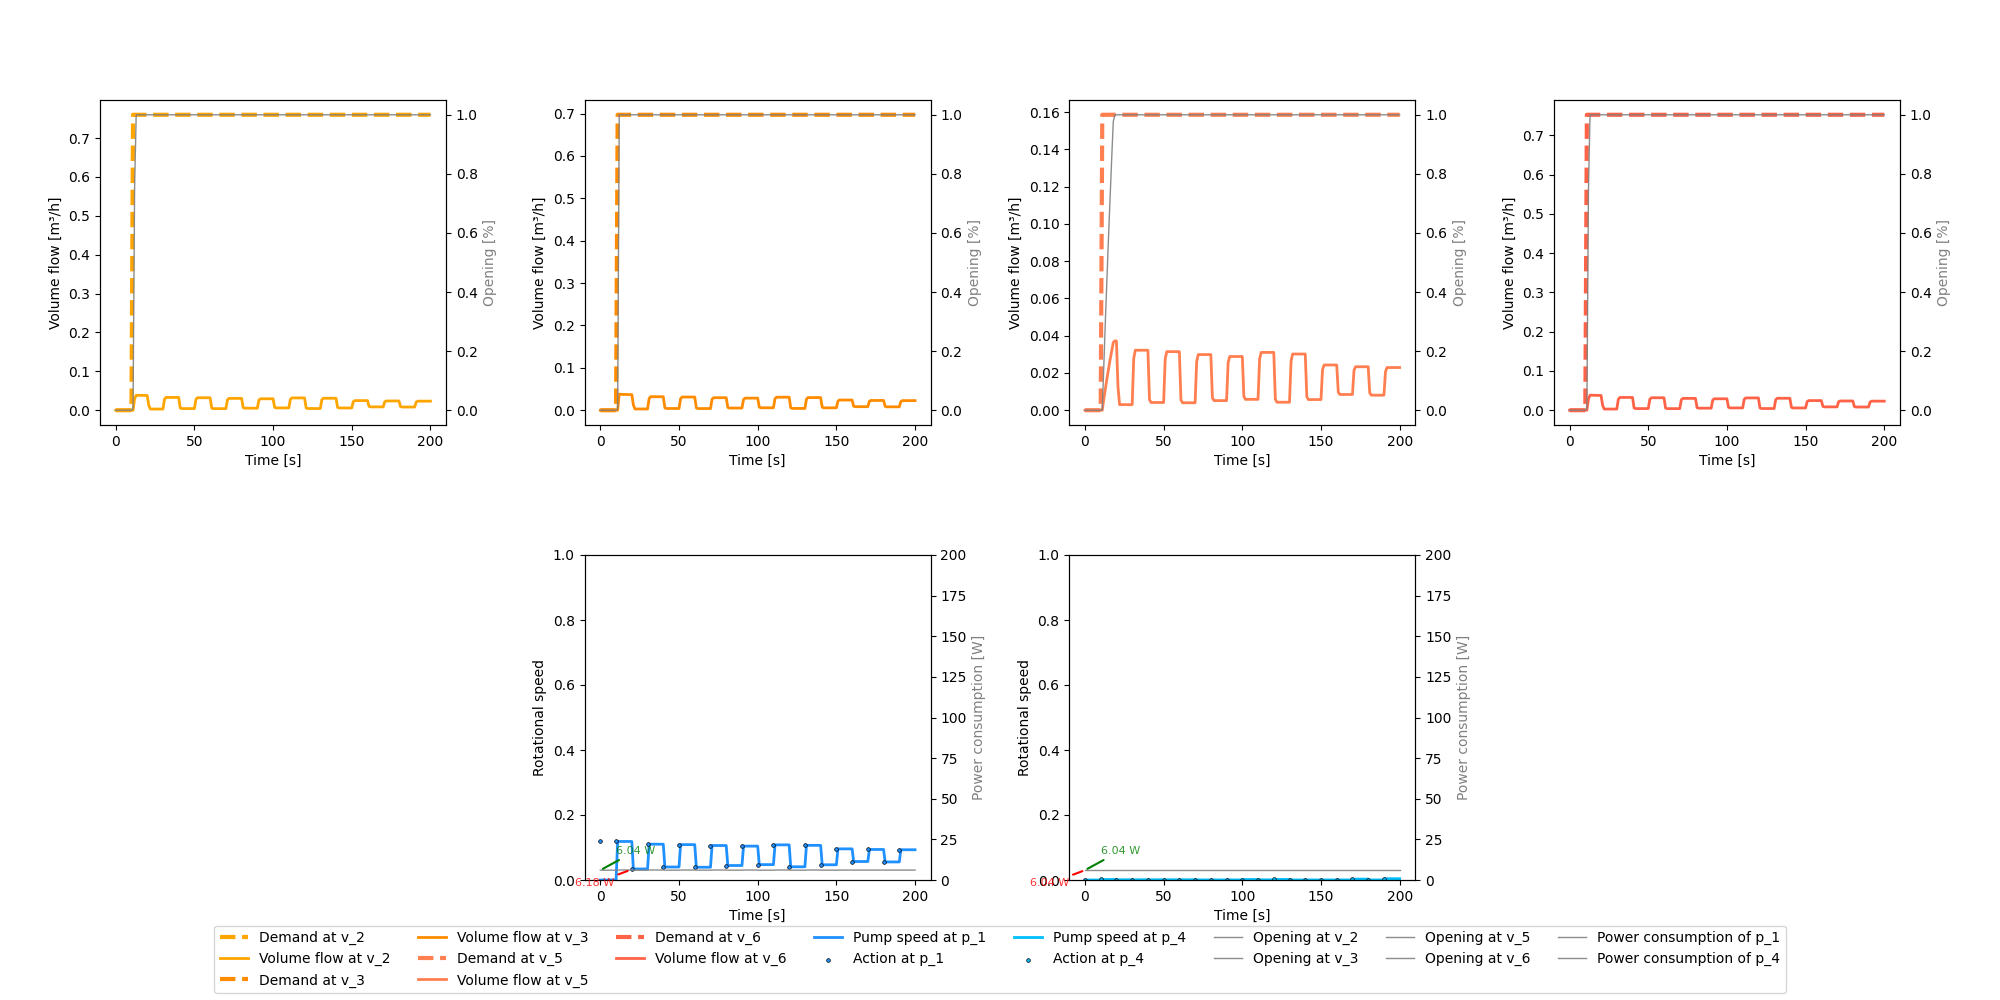 Volume flow [m³/h]
0.7
0.6
0.5
0.4
0.3
0.2
0.1
0.0
0 50 100 150 200
Time [s]
1.0
0.8
0.6
0.4
0.2
0.0
Opening [%]
Volume flow [m³/h]
0.7
0.6
0.5
0.4
0.3
0.2
0.1
0.0
0 50 100 150 200
Time [s]
1.0
0.8
0.6
0.4
0.2
0.0
Opening [%]
Volume flow [m³/h]
0.16
0.14
0.12
0.10
0.08
0.06
0.04
0.02
0.00
0 50 100 150 200
Time [s]
1.0
0.8
0.6
0.4
0.2
0.0
Opening [%]
Volume flow [m³/h]
0.7
0.6
0.5
0.4
0.3
0.2
0.1
0.0
0 50 100 150 200
Time [s]
1.0
0.8
0.6
0.4
0.2
0.0
Opening [%]
Rotational speed
1.0
0.8
0.6
0.4
0.2
0.0
6.04 W
6.18 W
0 50 100 150 200
Time [s]
200
175
150
125
100
75
50
25
0
Power consumption [W]
Rotational speed
1.0
0.8
0.6
0.4
0.2
0.0
6.04 W
0 50 100 150 200
Time [s]
200
175
150
125
100
75
50
25
0
Power consumption [W]
Demand at v_2
Volume flow at v_2
Demand at v_3
Volume flow at v_3
Demand at v_5
Volume flow at v_5
Demand at v_6
Volume flow at v_6
Pump speed at p_1
Action at p_1
Pump speed at p_4
Action at p_4
Opening at v_2
Opening at v_3
Opening at v_5
Opening at v_6
Power consumption of p_1
Power consumption of p_4